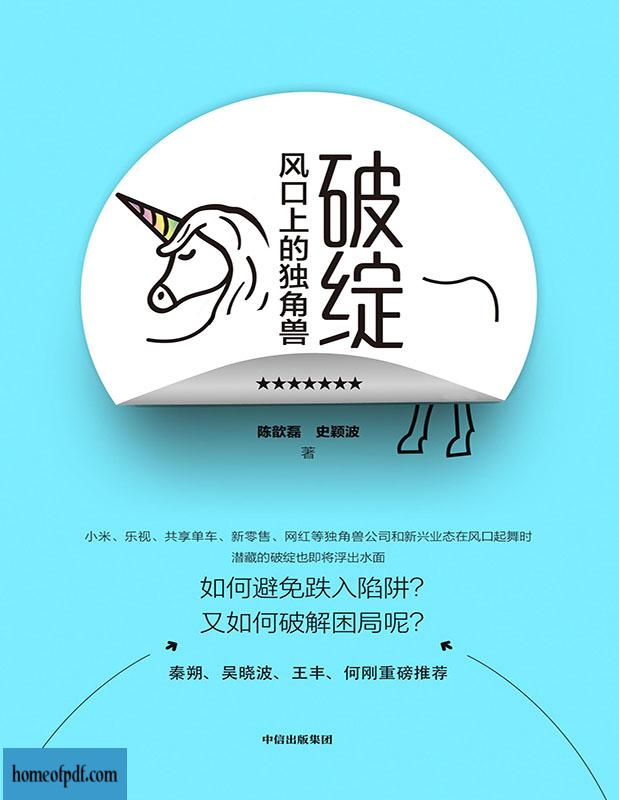 破绽
风口上的独角兽
★★★★★★★
陈歆磊 史颖波
著
小米、乐视、共享单车、新零售、网红等独角兽公司和新兴业态在风口起舞时
潜藏的破绽也即将浮出水面
如何避免跌入陷阱?
又如何破解困局呢?
秦朔、吴晓波、王丰、何刚重磅推荐
中信出版集团
homeofpdf.com